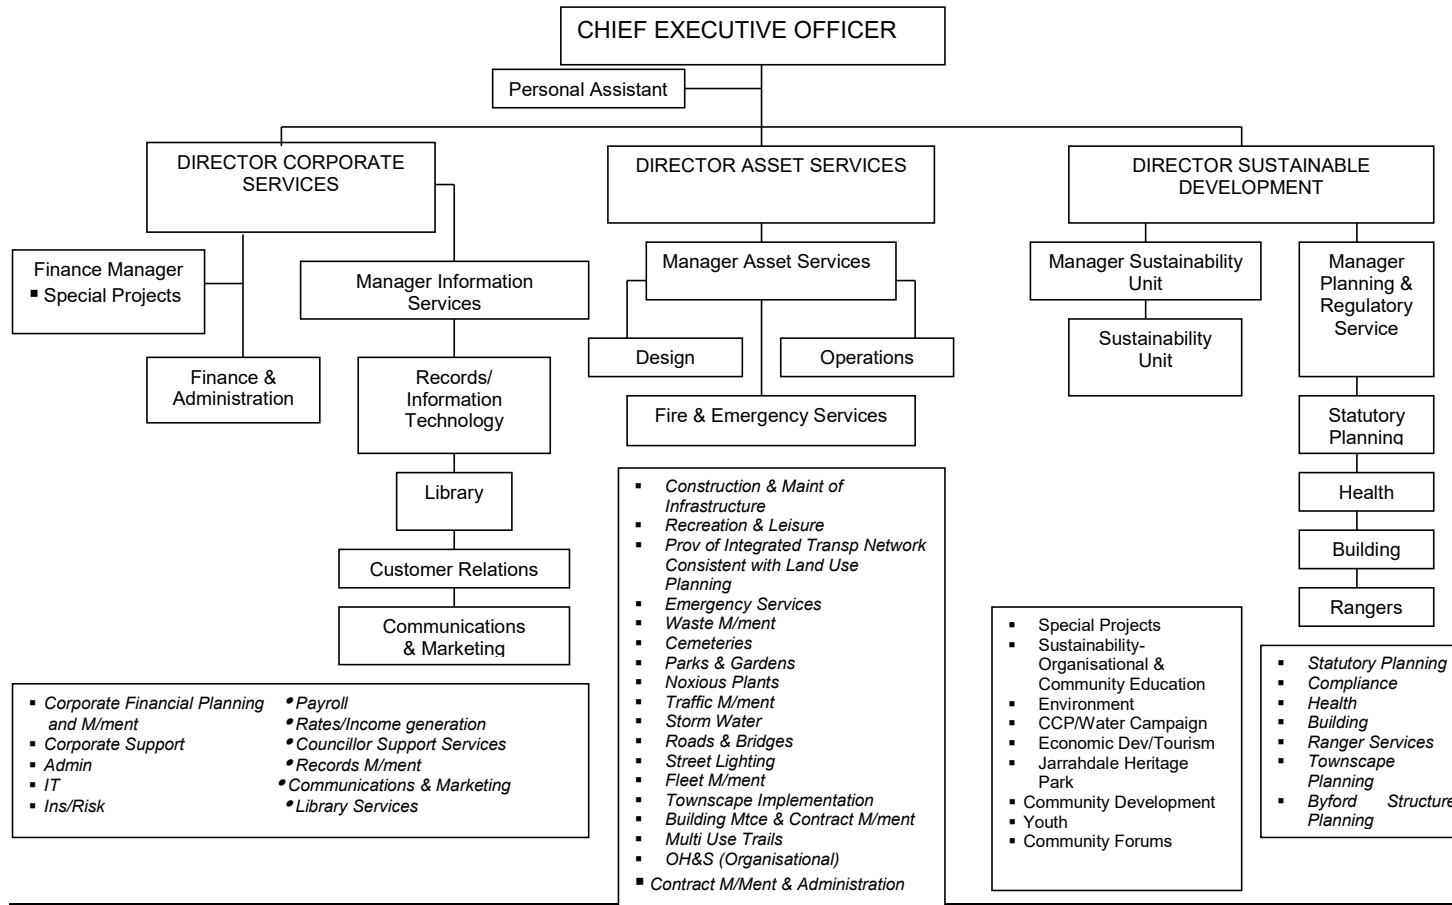 CHIEF EXECUTIVE OFFICER
Personal Assistant
DIRECTOR CORPORATE
SERVICES
DIRECTOR ASSET SERVICES
DIRECTOR SUSTAINABLE
DEVELOPMENT
Finance Manager
▪ Special Projects
Manager Information
Services
Manager Asset Services
Manager Sustainability
Unit
Manager
Planning &
Regulatory
Service
Finance &
Administration
Records/
Information
Technology
Design
Operations
Sustainability
Unit
Fire & Emergency Services
Statutory
Planning
Library
Health
Customer Relations
Building
Communications
& Marketing
Rangers
▪ Corporate Financial Planning
and M/ment
▪ Corporate Support
▪ Admin
▪ IT
▪ Ins/Risk
• Payroll
• Rates/Income generation
• Councillor Support Services
• Records M/ment
• Communications & Marketing
• Library Services
▪ Construction & Maint of
Infrastructure
▪ Recreation & Leisure
▪ Prov of Integrated Transp Network
Consistent with Land Use
Planning
▪ Emergency Services
▪ Waste M/ment
▪ Cemeteries
▪ Parks & Gardens
▪ Noxious Plants
▪ Traffic M/ment
▪ Storm Water
▪ Roads & Bridges
▪ Street Lighting
▪ Fleet M/ment
▪ Townscape Implementation
▪ Building Mtce & Contract M/ment
▪ Multi Use Trails
▪ OH&S (Organisational)
▪ Contract M/Ment & Administration
▪ Special Projects
▪ Sustainability-
Organisational &
Community Education
▪ Environment
▪ CCP/Water Campaign
▪ Economic Dev/Tourism
▪ Jarrahdale Heritage
Park
▪ Community Development
▪ Youth
▪ Community Forums
▪ Statutory Planning
▪ Compliance
▪ Health
▪ Building
▪ Ranger Services
▪ Townscape
Planning
▪ Byford Structure
Planning